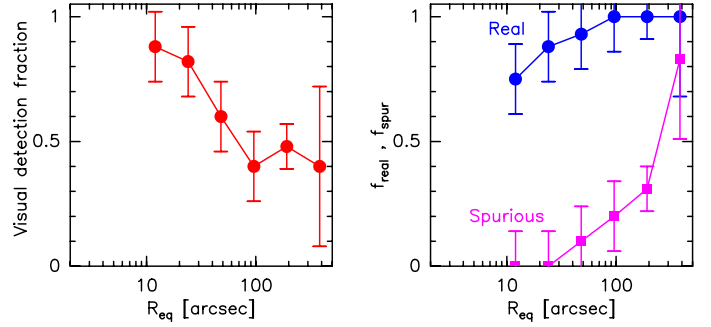 Visual detection fraction
1
0.5
0
10
100
R_eq [arcsec]
f_real , f_spur
1
0.5
0
Real
Spurious
10
100
R_eq [arcsec]